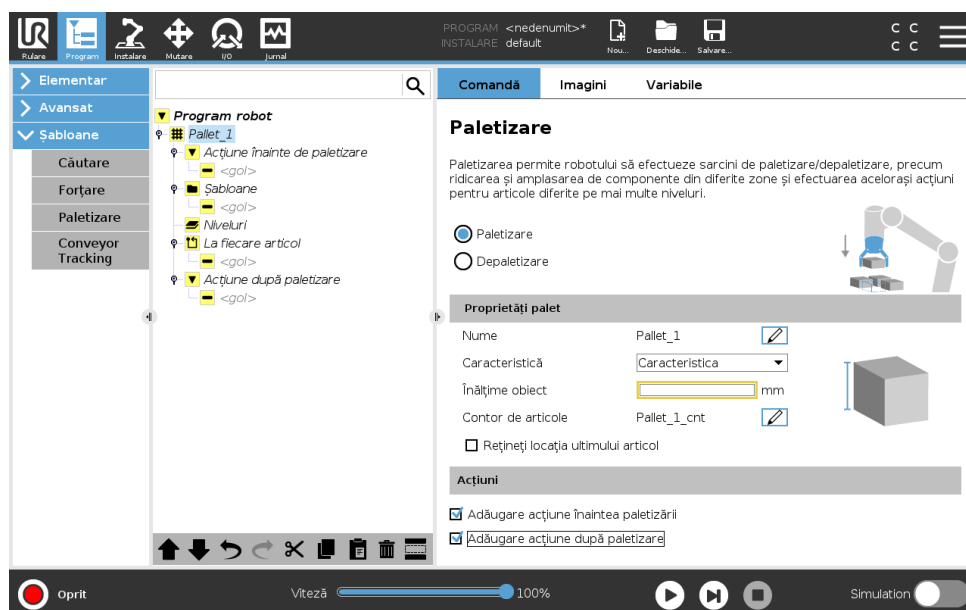 PROGRAM <nedenumit>*
INSTALARE default
Rulare Program Instalare Mutare I/O Jurnal
Nou... Deschide... Salvare...
C C
C C
Elementar
Avansat
Șabloane
Căutare
Forțare
Paletizare
Conveyor
Tracking
Program robot
Pallet_1
Acțiune înainte de paletizare
<gol>
Șabloane
<gol>
Niveluri
La fiecare articol
<gol>
Acțiune după paletizare
<gol>
Comandă Imagini Variabile
Paletizare
Paletizarea permite robotului să efectueze sarcini de paletizare/depaletizare, precum
ridicarea și amplasarea de componente din diferite zone și efectuarea acelorași acțiuni
pentru articole diferite pe mai multe niveluri.
Paletizare
Depaletizare
Proprietăți palet
Nume Pallet_1
Caracteristică Caracteristica
Înălțime obiect mm
Contor de articole Pallet_1_cnt
Rețineți locația ultimului articol
Acțiuni
Adăugare acțiune înaintea paletizării
Adăugare acțiune după paletizare
Oprit Viteză 100% Simulation